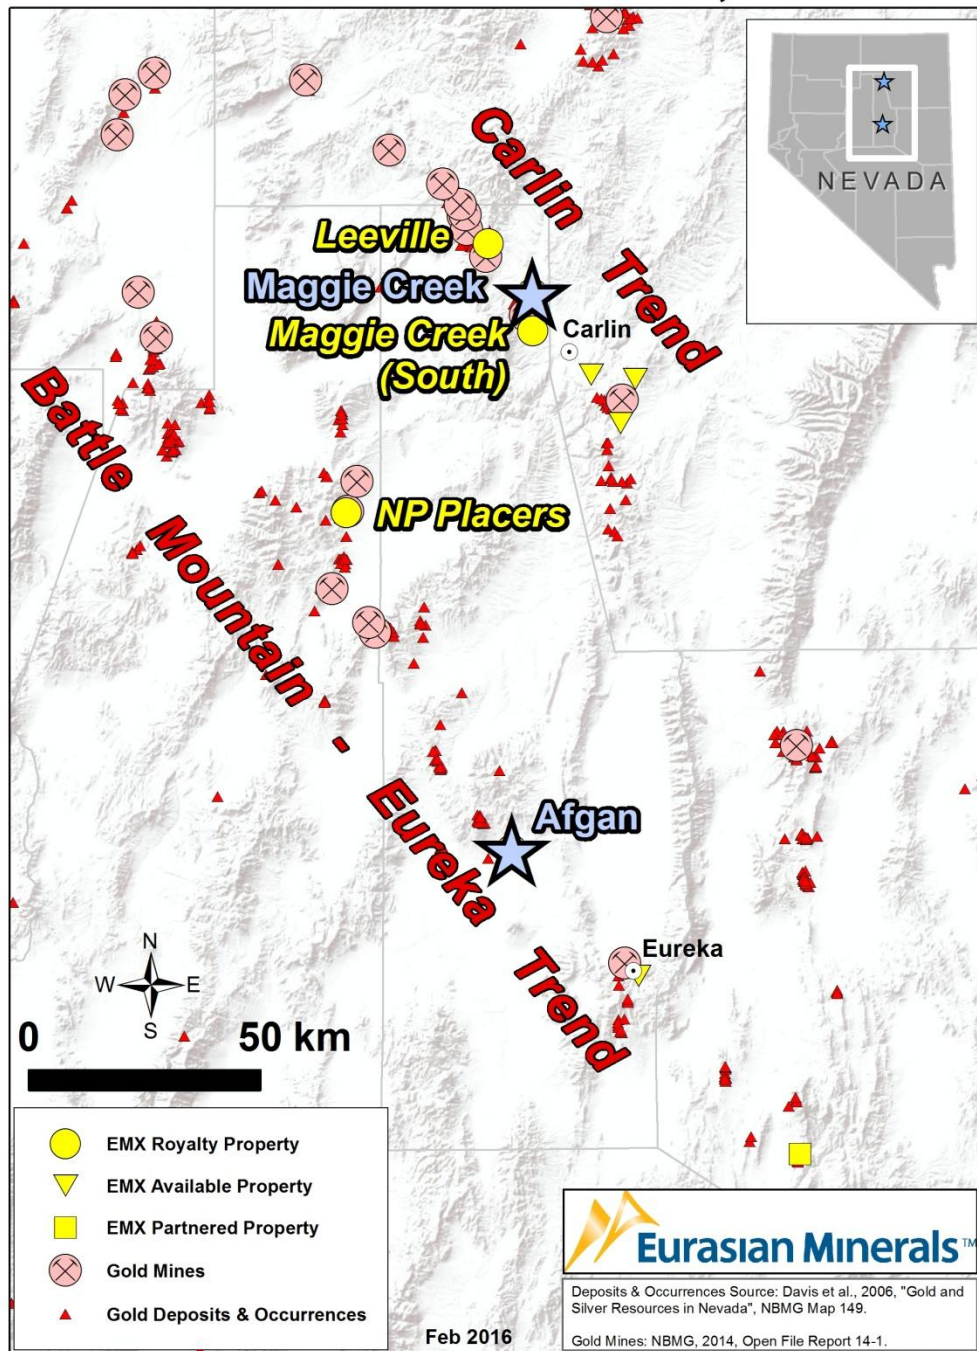 Carlin
Trend
NEVADA
Leeville
Maggie Creek
Maggie Creek
(South)
Carlin
Battle
Mountain -
Eureka
Trend
NP Placers
Afgan
Eureka
N
W E
S
0 50 km
EMX Royalty Property
EMX Available Property
EMX Partnered Property
Gold Mines
Gold Deposits & Occurrences
Feb 2016
Eurasian Minerals™
Deposits & Occurrences Source: Davis et al., 2006, "Gold and
Silver Resources in Nevada", NBMG Map 149.
Gold Mines: NBMG, 2014, Open File Report 14-1.